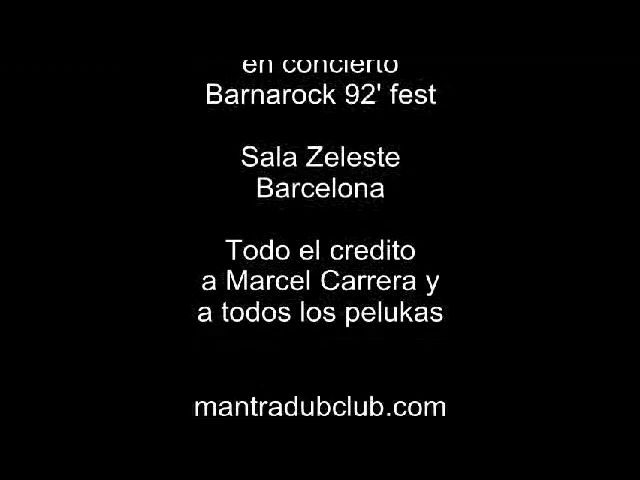 en concierto
Barnarock 92' fest
Sala Zeleste
Barcelona
Todo el credito
a Marcel Carrera y
a todos los pelukas
mantradubclub.com